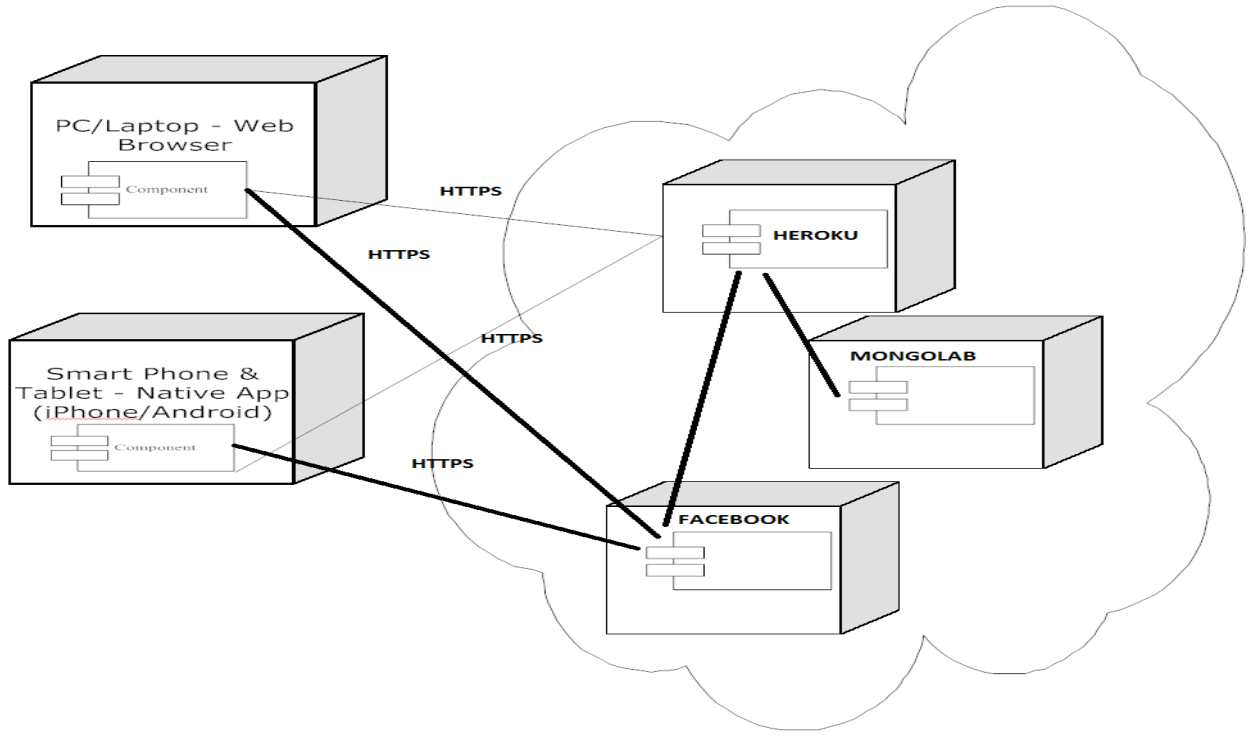 PC/Laptop - Web
Browser
Component
HTTPS
HEROKU
HTTPS
HTTPS
MONGOLAB
Smart Phone &
Tablet - Native App
(iPhone/Android)
Component
HTTPS
FACEBOOK